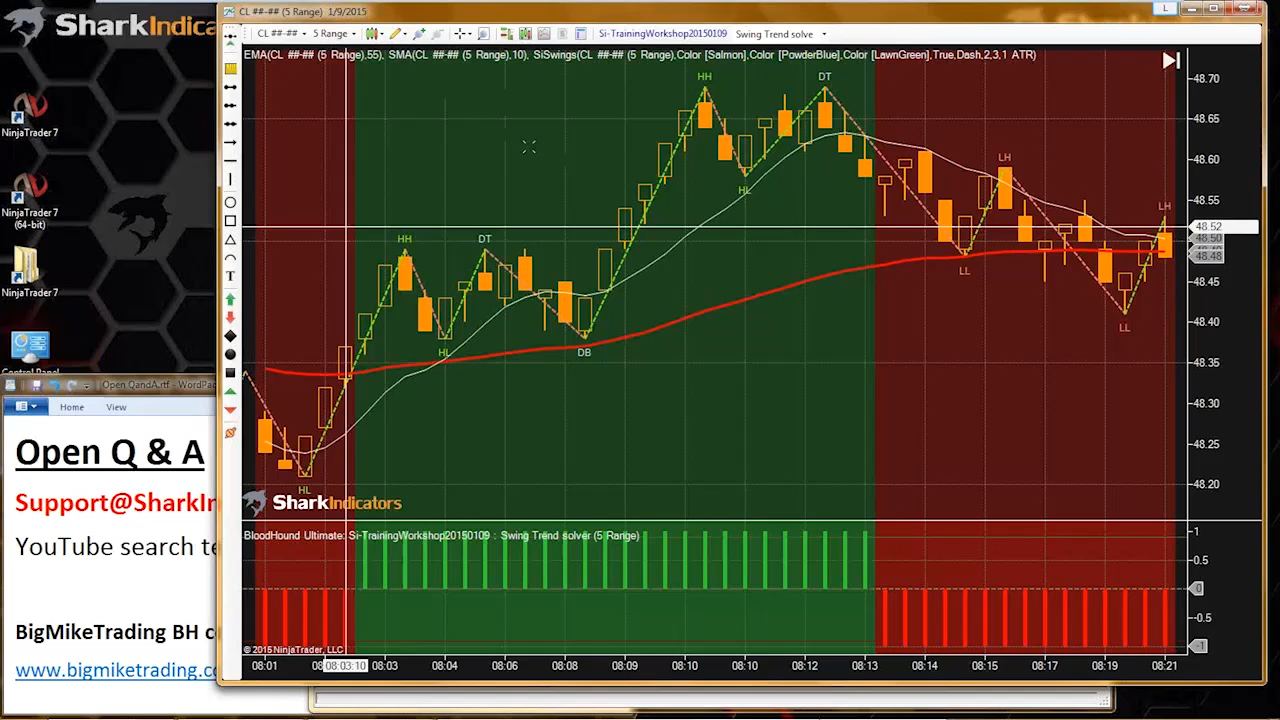 SharkIndica
NinjaTrader 7
NinjaTrader 7
(64-bit)
NinjaTrader 7
Control Panel
CL ##-## (5 Range) 1/9/2015
L
CL ##-##
5 Range
Si-TrainingWorkshop20150109
Swing Trend solve
EMA(CL ##-## (5 Range),55), SMA(CL ##-## (5 Range),10), SiSwings(CL ##-## (5 Range),Color [Salmon],Color [PowderBlue],Color [LawnGreen],True,Dash,2,3,1 ATR)
HH
DT
HL
HH
DT
HL
DB
LH
LH
LL
LL
HL
48.70
48.65
48.60
48.55
48.52
48.50
48.48
48.45
48.40
48.35
48.30
48.25
48.20
SharkIndicators
BloodHound Ultimate: Si-TrainingWorkshop20150109 : Swing Trend solver (5 Range)
1
0.5
0
-0.5
-1
© 2015 NinjaTrader, LLC
08:01
08:03:10
08:03
08:04
08:06
08:08
08:09
08:10
08:10
08:12
08:13
08:14
08:15
08:17
08:19
08:21
Open QandA.rtf - WordPa
Home
View
Open Q & A
Support@SharkIn
YouTube search te
BigMikeTrading BH c
www.bigmiketrading.co